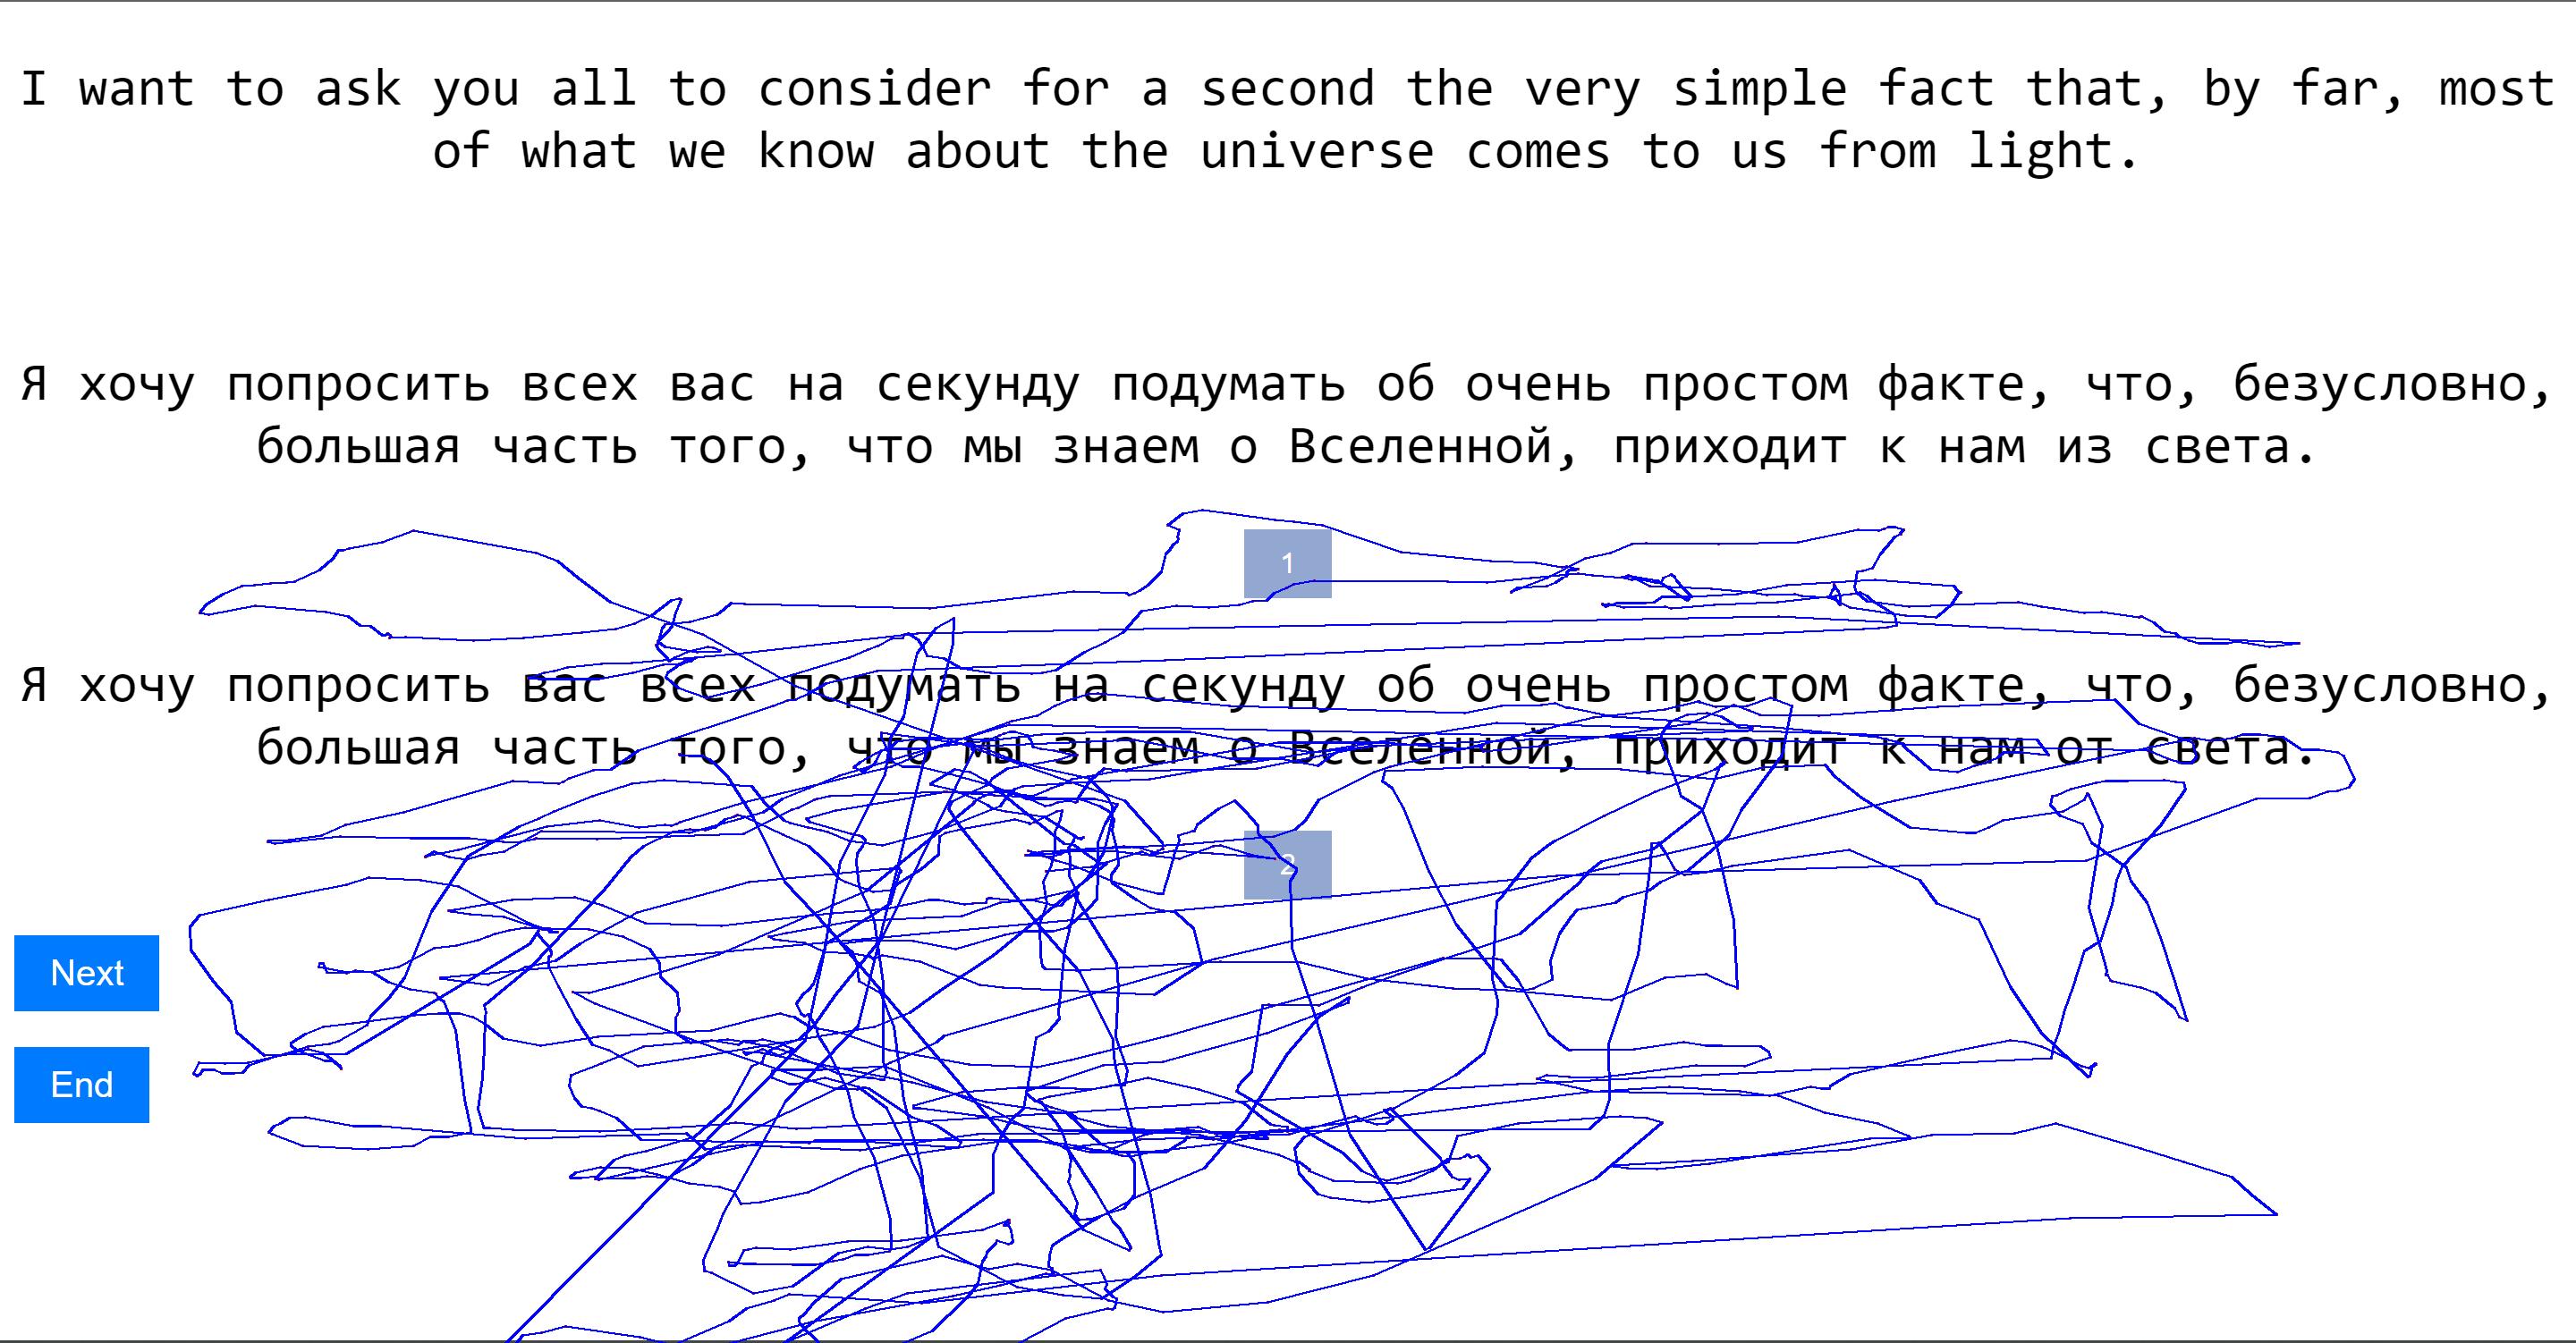 I want to ask you all to consider for a second the very simple fact that, by far, most
of what we know about the universe comes to us from light.
Я хочу попросить всех вас на секунду подумать об очень простом факте, что, безусловно,
большая часть того, что мы знаем о Вселенной, приходит к нам из света.
1
Я хочу попросить вас всех подумать на секунду об очень простом факте, что, безусловно,
большая часть того, что мы знаем о Вселенной, приходит к нам от света.
2
Next
End